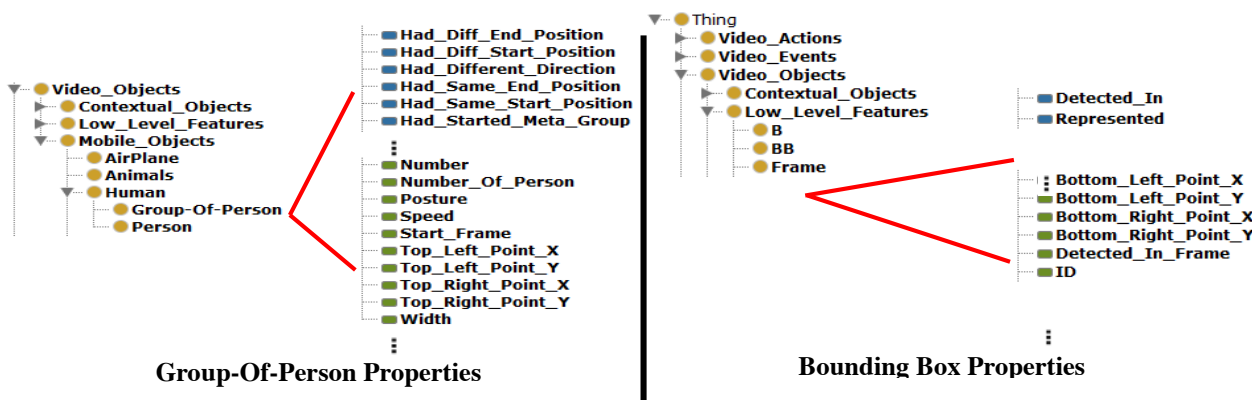 Video_Objects
Contextual_Objects
Low_Level_Features
Mobile_Objects
AirPlane
Animals
Human
Group-Of-Person
Person
Had_Diff_End_Position
Had_Diff_Start_Position
Had_Different_Direction
Had_Same_End_Position
Had_Same_Start_Position
Had_Started_Meta_Group
Number
Number_Of_Person
Posture
Speed
Start_Frame
Top_Left_Point_X
Top_Left_Point_Y
Top_Right_Point_X
Top_Right_Point_Y
Width
Group-Of-Person Properties
Thing
Video_Actions
Video_Events
Video_Objects
Contextual_Objects
Low_Level_Features
B
BB
Frame
Detected_In
Represented
Bottom_Left_Point_X
Bottom_Left_Point_Y
Bottom_Right_Point_X
Bottom_Right_Point_Y
Detected_In_Frame
ID
Bounding Box Properties